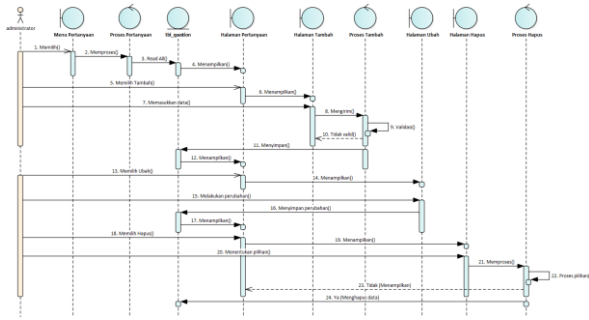 administrator
Menu Pertanyaan
Proses Pertanyaan
tbl_question
Halaman Pertanyaan
Halaman Tambah
Proses Tambah
Halaman Ubah
Halaman Hapus
Proses Hapus
1. Memilih()
2. Memproses()
3. Read All()
4. Menampilkan()
5. Memilih Tambah()
6. Menampilkan()
7. Memasukkan data()
8. Mengirim()
9. Validasi()
10. Tidak valid()
11. Menyimpan()
12. Menampilkan()
13. Memilih Ubah()
14. Menampilkan()
15. Melakukan perubahan()
16. Menyimpan perubahan()
17. Menampilkan()
18. Memilih Hapus()
19. Menampilkan()
20. Menentukan pilihan()
21. Memproses()
22. Proses pilihan()
23. Tidak (Menampilkan)
24. Ya (Menghapus data)